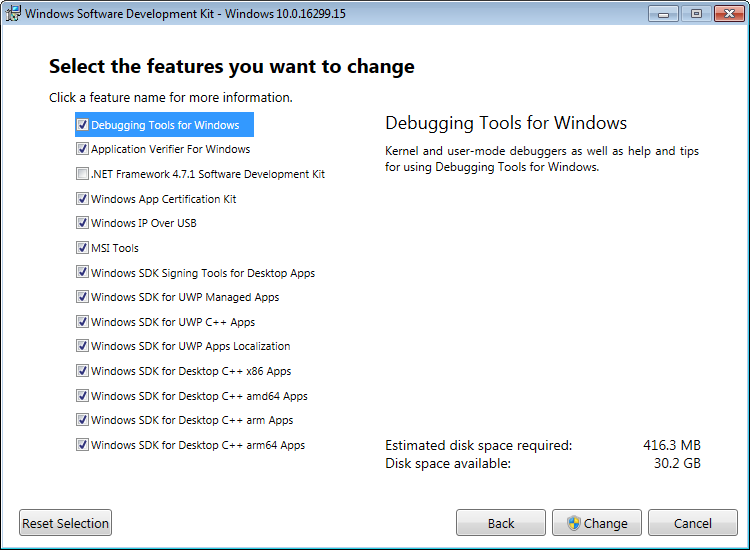 Windows Software Development Kit - Windows 10.0.16299.15
Select the features you want to change
Click a feature name for more information.
Debugging Tools for Windows
Application Verifier For Windows
.NET Framework 4.7.1 Software Development Kit
Windows App Certification Kit
Windows IP Over USB
MSI Tools
Windows SDK Signing Tools for Desktop Apps
Windows SDK for UWP Managed Apps
Windows SDK for UWP C++ Apps
Windows SDK for UWP Apps Localization
Windows SDK for Desktop C++ x86 Apps
Windows SDK for Desktop C++ amd64 Apps
Windows SDK for Desktop C++ arm Apps
Windows SDK for Desktop C++ arm64 Apps
Debugging Tools for Windows
Kernel and user-mode debuggers as well as help and tips
for using Debugging Tools for Windows.
Estimated disk space required: 416.3 MB
Disk space available: 30.2 GB
Reset Selection
Back
Change
Cancel